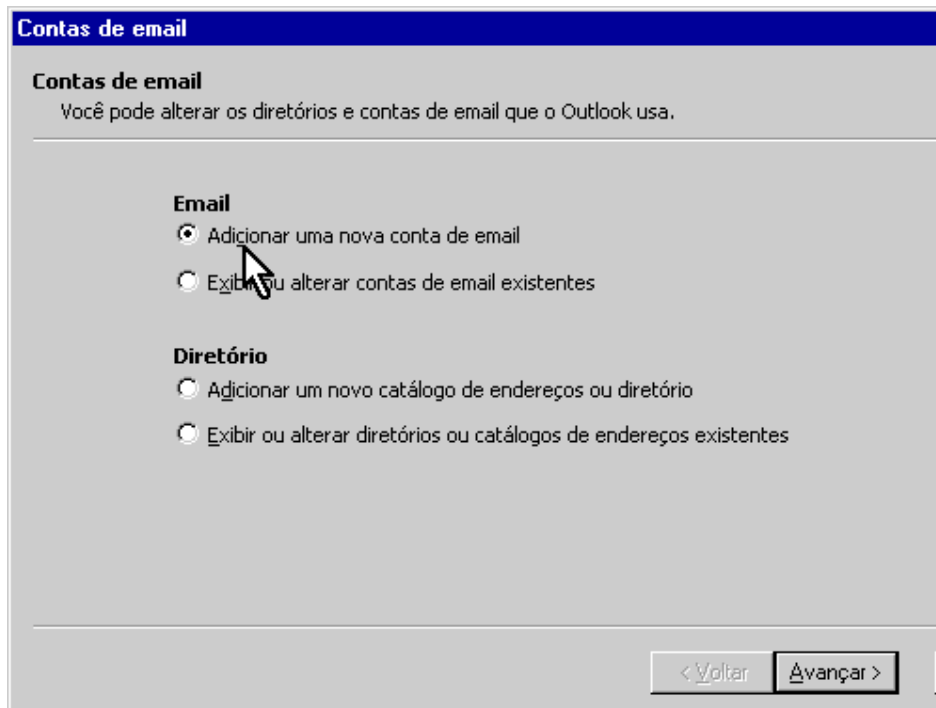 Contas de email
Contas de email
Você pode alterar os diretórios e contas de email que o Outlook usa.
Email
Adicionar uma nova conta de email
Exibir ou alterar contas de email existentes
Diretório
Adicionar um novo catálogo de endereços ou diretório
Exibir ou alterar diretórios ou catálogos de endereços existentes
< Voltar Avançar >